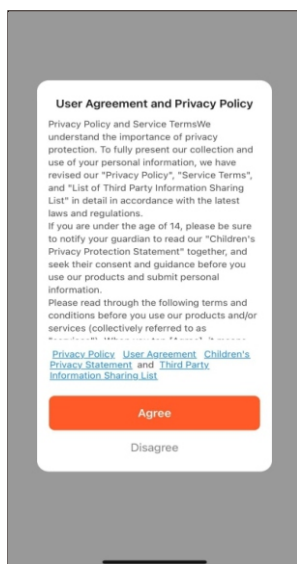 User Agreement and Privacy Policy
Privacy Policy and Service TermsWe
understand the importance of privacy
protection. To fully present our collection and
use of your personal information, we have
revised our "Privacy Policy", "Service Terms",
and "List of Third Party Information Sharing
List" in detail in accordance with the latest
laws and regulations.
If you are under the age of 14, please be sure
to notify your guardian to read our "Children's
Privacy Protection Statement" together, and
seek their consent and guidance before you
use our products and submit personal
information.
Please read through the following terms and
conditions before you use our products and/or
services (collectively referred to as
Privacy Policy User Agreement Children's
Privacy Statement and Third Party
Information Sharing List
Agree
Disagree